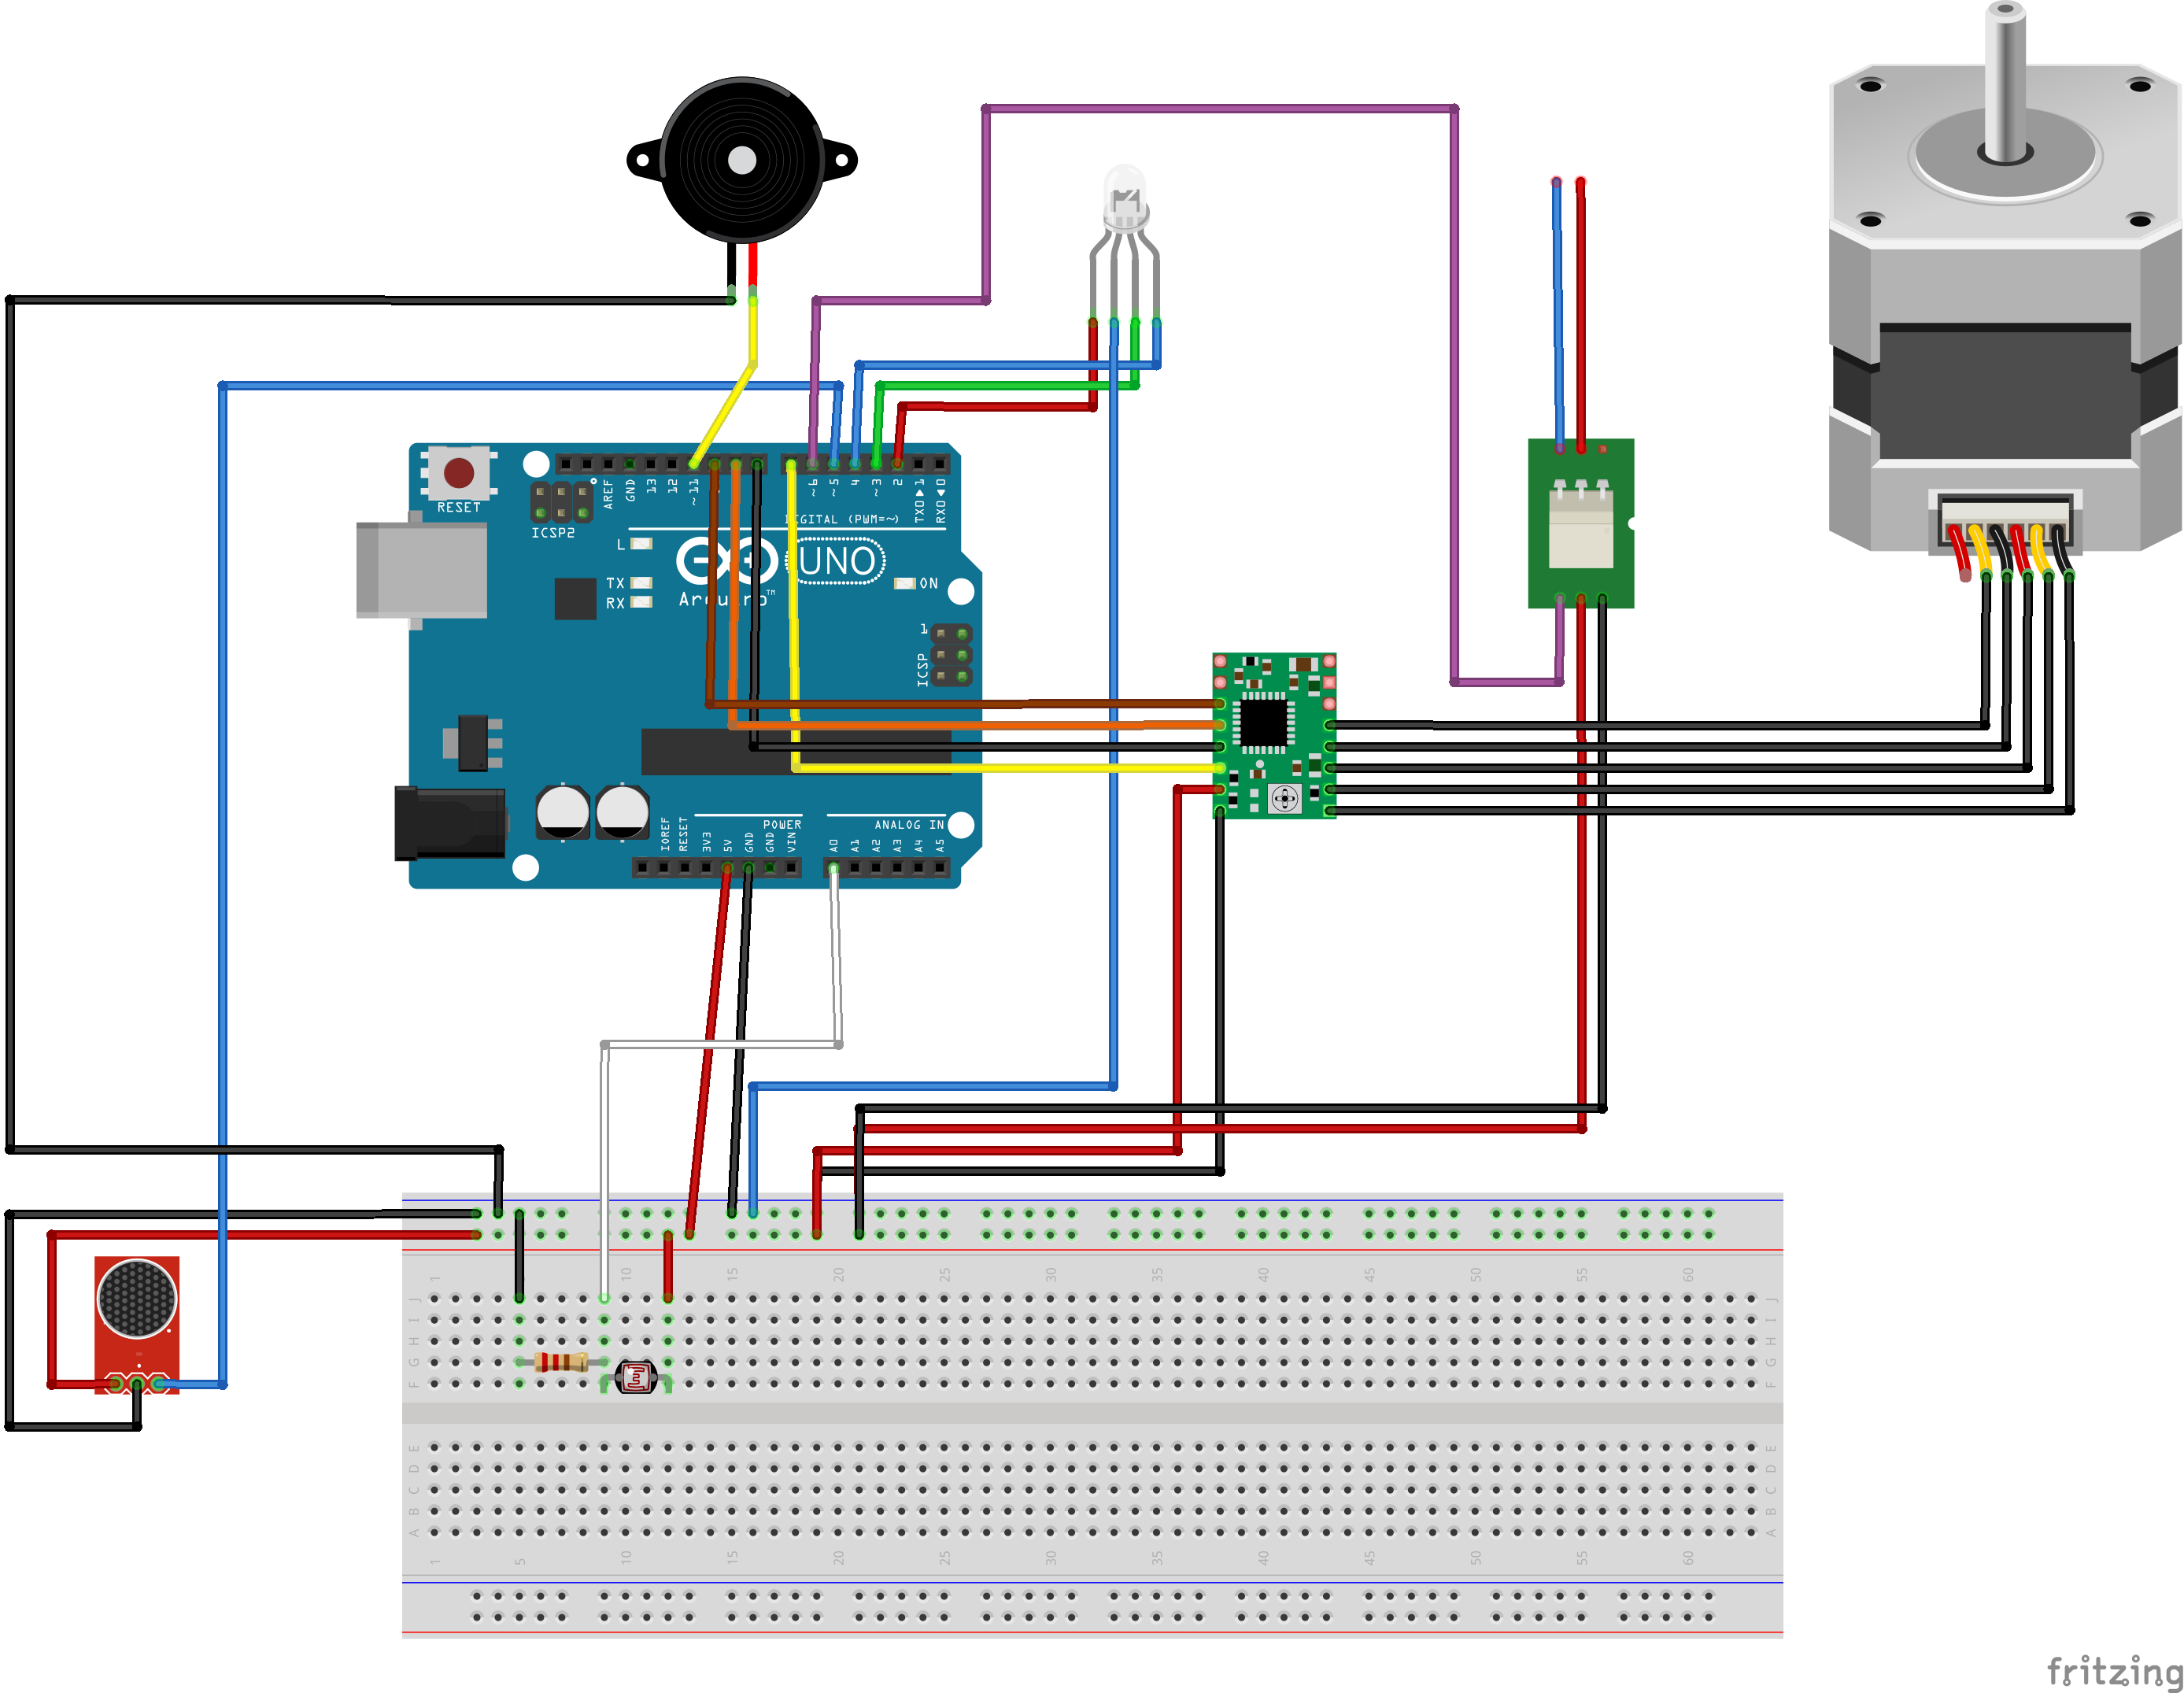 RESET
ICSP2
AREF
GND
13
12
~11
~6
~5
4
~3
2
TX0▶1
RX0◀0
DIGITAL (PWM=~)
L
TX
RX
UNO
ON
Arduino™
1
ICSP
POWER
ANALOG IN
IOREF
RESET
3V3
5V
GND
GND
VIN
A0
A1
A2
A3
A4
A5
1 10 15 20 25 30 35 40 45 50 55 60
J J
I I
H H
G G
F F
E E
D D
C C
B B
A A
1 5 10 15 20 25 30 35 40 45 50 55 60
fritzing